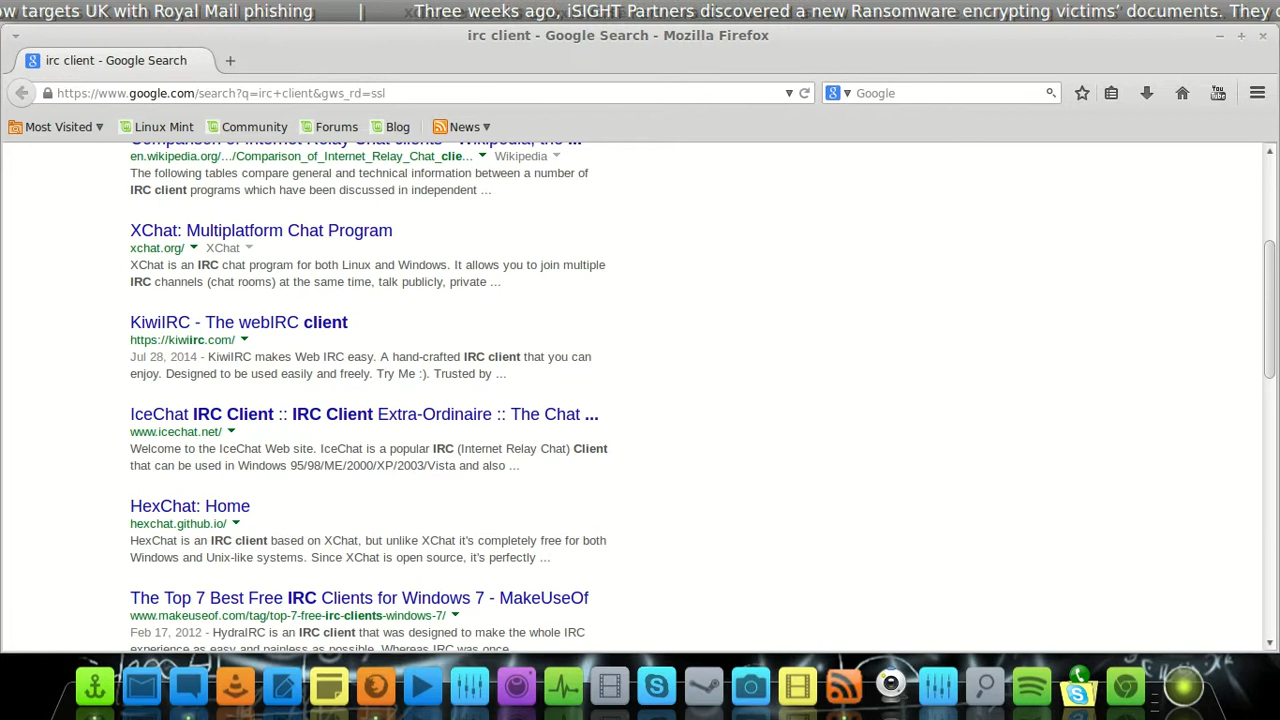 ow targets UK with Royal Mail phishing | Three weeks ago, iSIGHT Partners discovered a new Ransomware encrypting victims’ documents. They
irc client - Google Search - Mozilla Firefox
irc client - Google Search
https://www.google.com/search?q=irc+client&gws_rd=ssl
Google
Most Visited Linux Mint Community Forums Blog News
Comparison of Internet Relay Chat clients - Wikipedia, the ...
en.wikipedia.org/.../Comparison_of_Internet_Relay_Chat_clie... Wikipedia
The following tables compare general and technical information between a number of
IRC client programs which have been discussed in independent ...
XChat: Multiplatform Chat Program
xchat.org/ XChat
XChat is an IRC chat program for both Linux and Windows. It allows you to join multiple
IRC channels (chat rooms) at the same time, talk publicly, private ...
KiwiIRC - The webIRC client
https://kiwiirc.com/
Jul 28, 2014 - KiwiIRC makes Web IRC easy. A hand-crafted IRC client that you can
enjoy. Designed to be used easily and freely. Try Me :). Trusted by ...
IceChat IRC Client :: IRC Client Extra-Ordinaire :: The Chat ...
www.icechat.net/
Welcome to the IceChat Web site. IceChat is a popular IRC (Internet Relay Chat) Client
that can be used in Windows 95/98/ME/2000/XP/2003/Vista and also ...
HexChat: Home
hexchat.github.io/
HexChat is an IRC client based on XChat, but unlike XChat it's completely free for both
Windows and Unix-like systems. Since XChat is open source, it's perfectly ...
The Top 7 Best Free IRC Clients for Windows 7 - MakeUseOf
www.makeuseof.com/tag/top-7-free-irc-clients-windows-7/
Feb 17, 2012 - HydraIRC is an IRC client that was designed to make the whole IRC
experience as easy and painless as possible. Whereas IRC was once